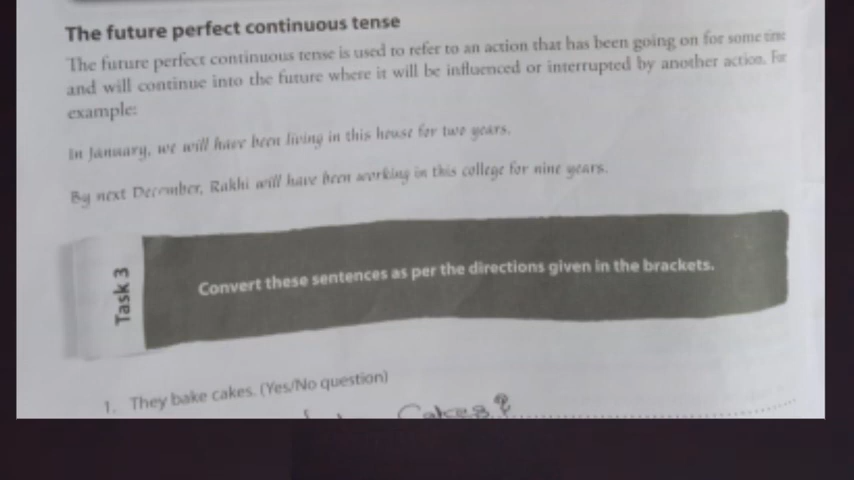 The future perfect continuous tense
The future perfect continuous tense is used to refer to an action that has been going on for some time
and will continue into the future where it will be influenced or interrupted by another action. For
example:
In January, we will have been living in this house for two years.
By next December, Rakhi will have been working in this college for nine years.
Task 3
Convert these sentences as per the directions given in the brackets.
1. They bake cakes. (Yes/No question)
Cakes?